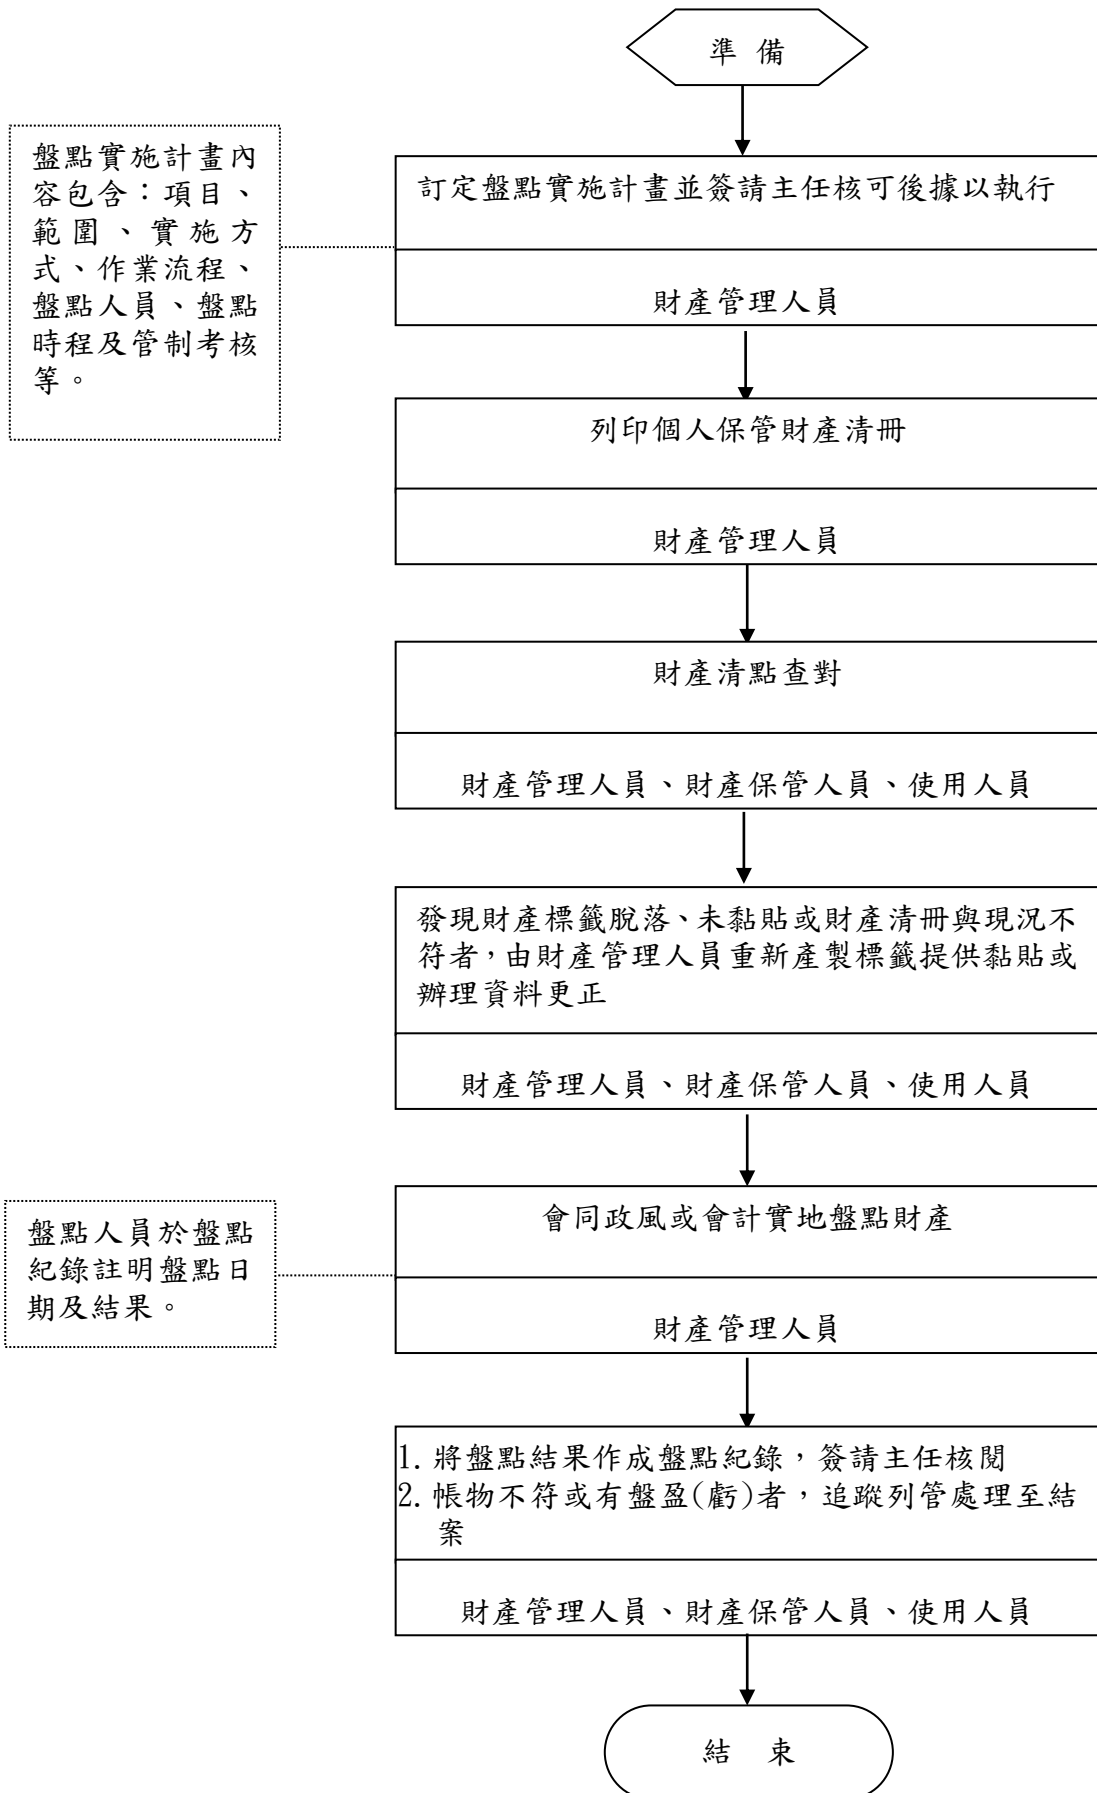 準 備
盤點實施計畫內
容包含：項目、
範圍、實施方
式、作業流程、
盤點人員、盤點
時程及管制考核
等。
訂定盤點實施計畫並簽請主任核可後據以執行
財產管理人員
列印個人保管財產清冊
財產管理人員
財產清點查對
財產管理人員、財產保管人員、使用人員
發現財產標籤脫落、未黏貼或財產清冊與現況不
符者，由財產管理人員重新產製標籤提供黏貼或
辦理資料更正
財產管理人員、財產保管人員、使用人員
盤點人員於盤點
紀錄註明盤點日
期及結果。
會同政風或會計實地盤點財產
財產管理人員
1. 將盤點結果作成盤點紀錄，簽請主任核閱
2. 帳物不符或有盤盈(虧)者，追蹤列管處理至結
案
財產管理人員、財產保管人員、使用人員
結 束